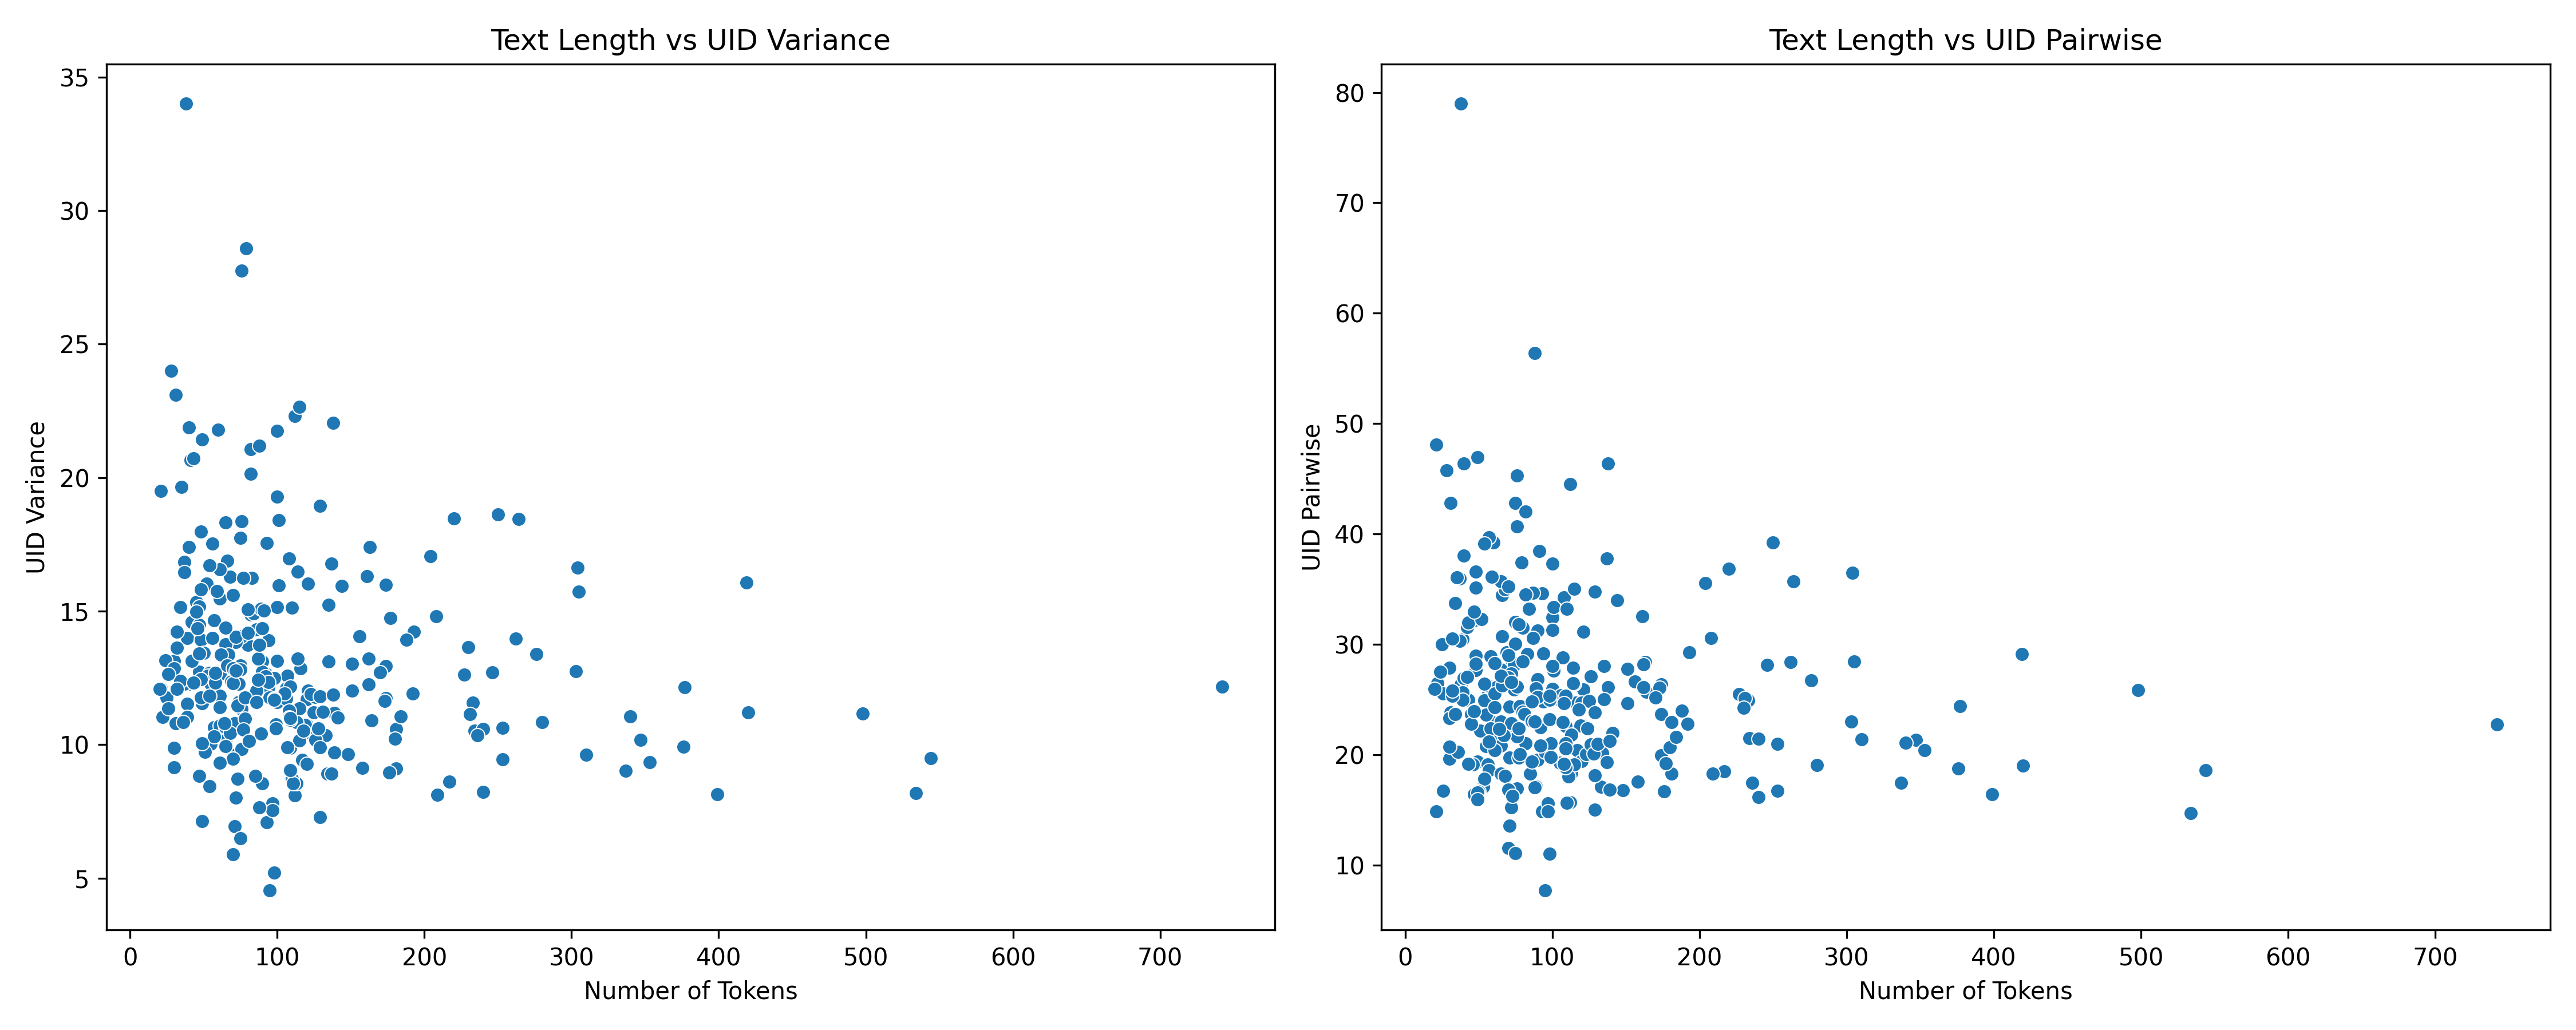 Text Length vs UID Variance
35
30
25
20
15
10
5
UID Variance
0 100 200 300 400 500 600 700
Number of Tokens
Text Length vs UID Pairwise
80
70
60
50
40
30
20
10
UID Pairwise
0 100 200 300 400 500 600 700
Number of Tokens